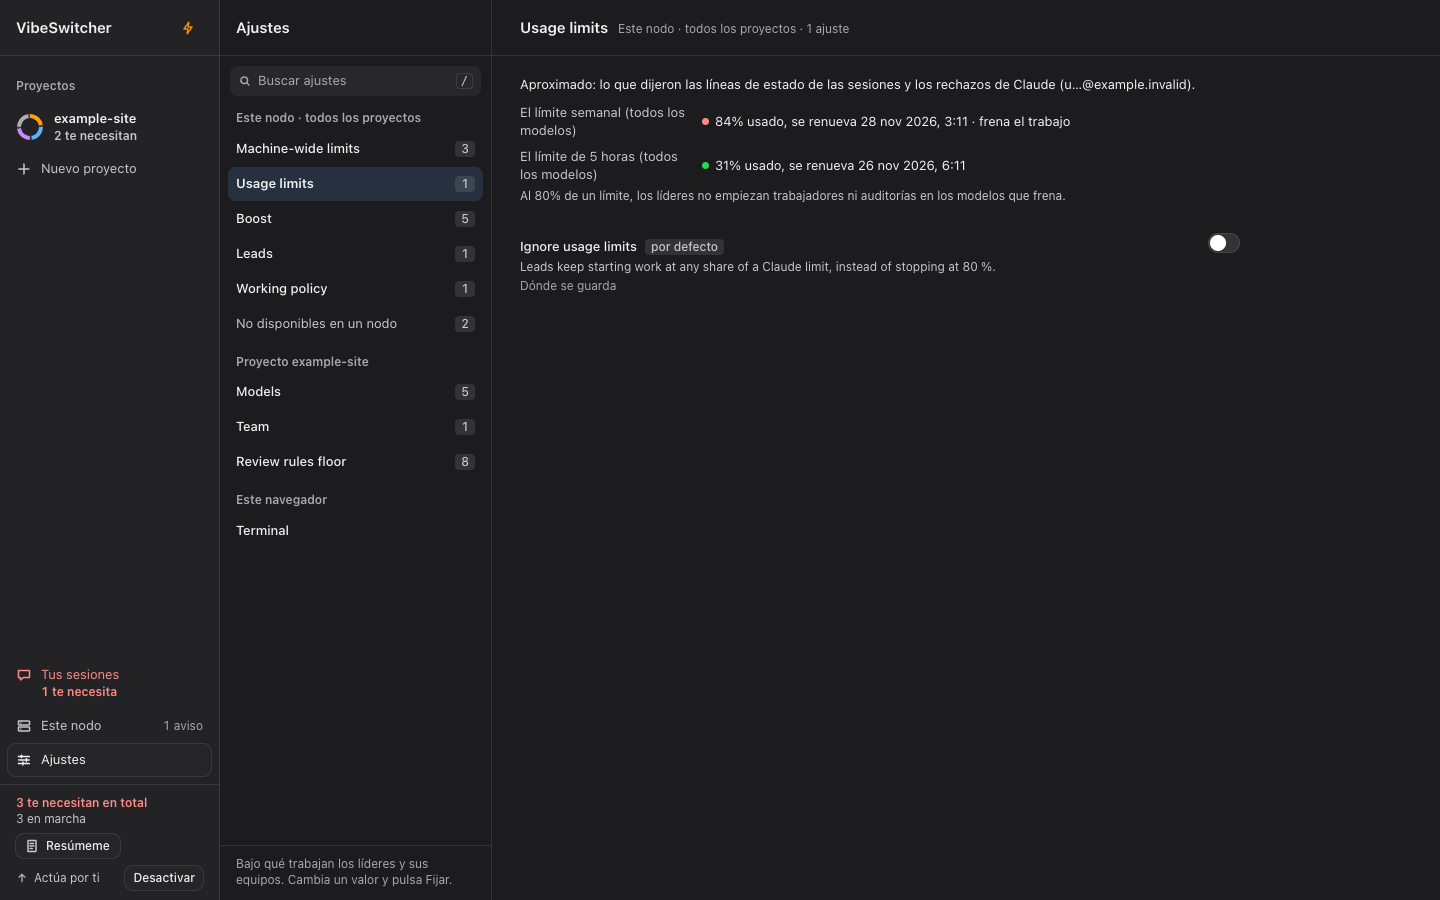 VibeSwitcher
Proyectos
example-site
2 te necesitan
Nuevo proyecto
Tus sesiones
1 te necesita
Este nodo
1 aviso
Ajustes
3 te necesitan en total
3 en marcha
Resúmeme
Actúa por ti
Desactivar
Ajustes
Buscar ajustes
/
Este nodo · todos los proyectos
Machine-wide limits
3
Usage limits
1
Boost
5
Leads
1
Working policy
1
No disponibles en un nodo
2
Proyecto example-site
Models
5
Team
1
Review rules floor
8
Este navegador
Terminal
Bajo qué trabajan los líderes y sus
equipos. Cambia un valor y pulsa Fijar.
Usage limits
Este nodo · todos los proyectos · 1 ajuste
Aproximado: lo que dijeron las líneas de estado de las sesiones y los rechazos de Claude (u…@example.invalid).
El límite semanal (todos los
modelos)
84% usado, se renueva 28 nov 2026, 3:11 · frena el trabajo
El límite de 5 horas (todos
los modelos)
31% usado, se renueva 26 nov 2026, 6:11
Al 80% de un límite, los líderes no empiezan trabajadores ni auditorías en los modelos que frena.
Ignore usage limits
por defecto
Leads keep starting work at any share of a Claude limit, instead of stopping at 80 %.
Dónde se guarda